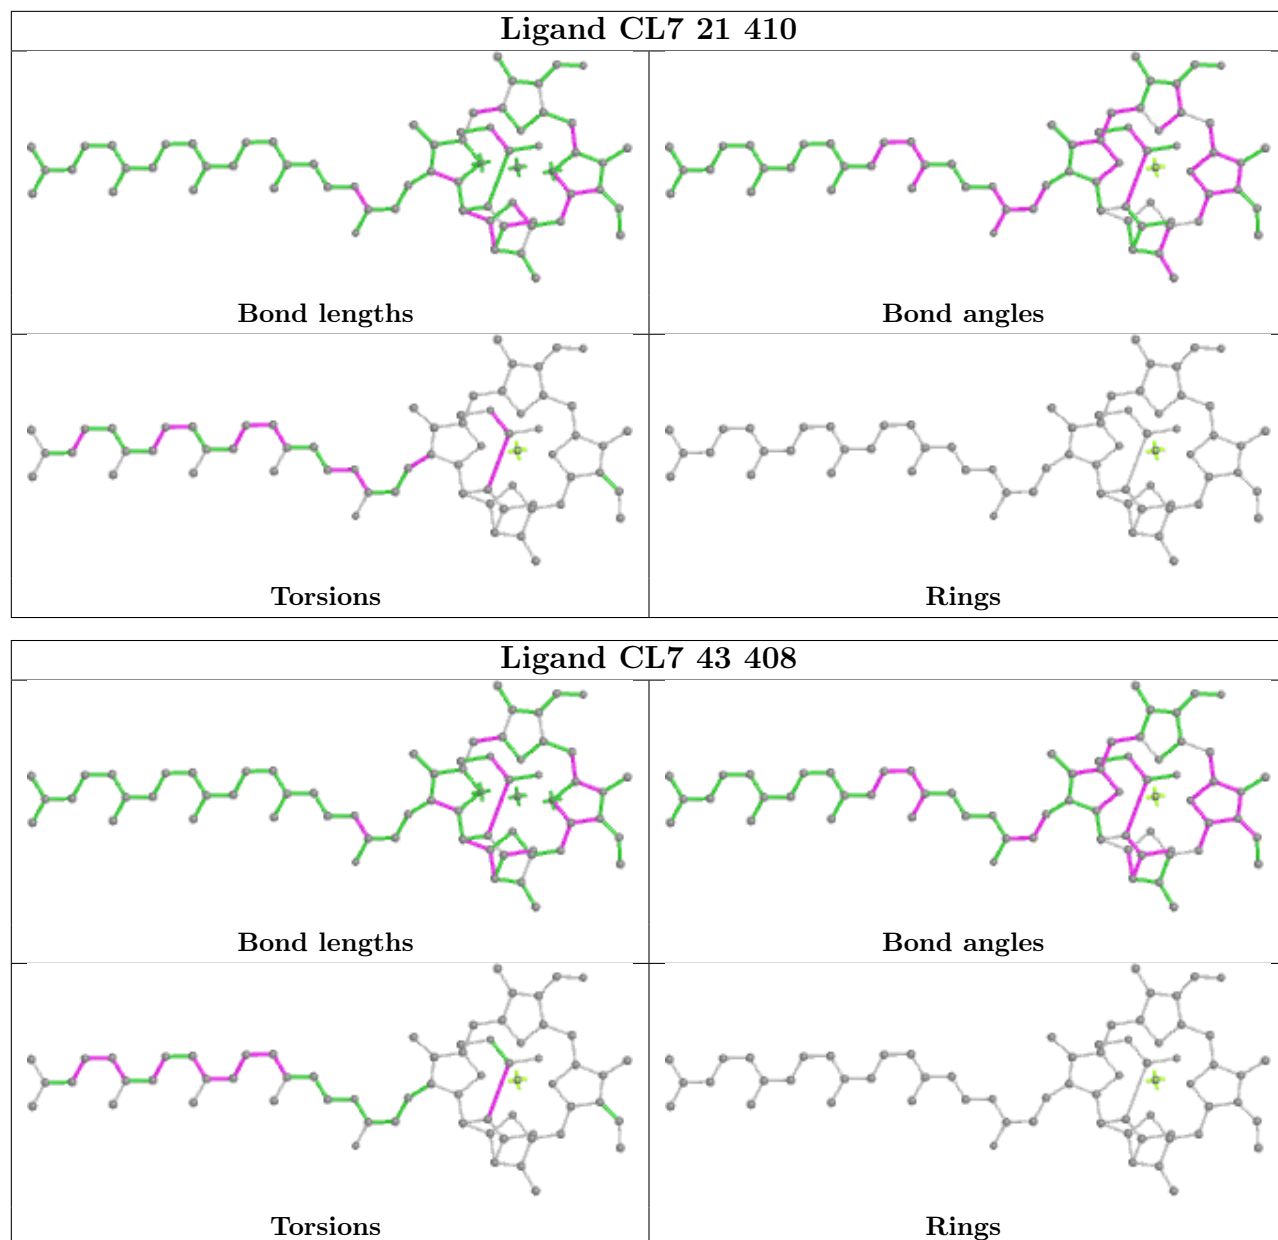 Ligand CL7 21 410
Bond lengths
Bond angles
Torsions
Rings
Ligand CL7 43 408
Bond lengths
Bond angles
Torsions
Rings